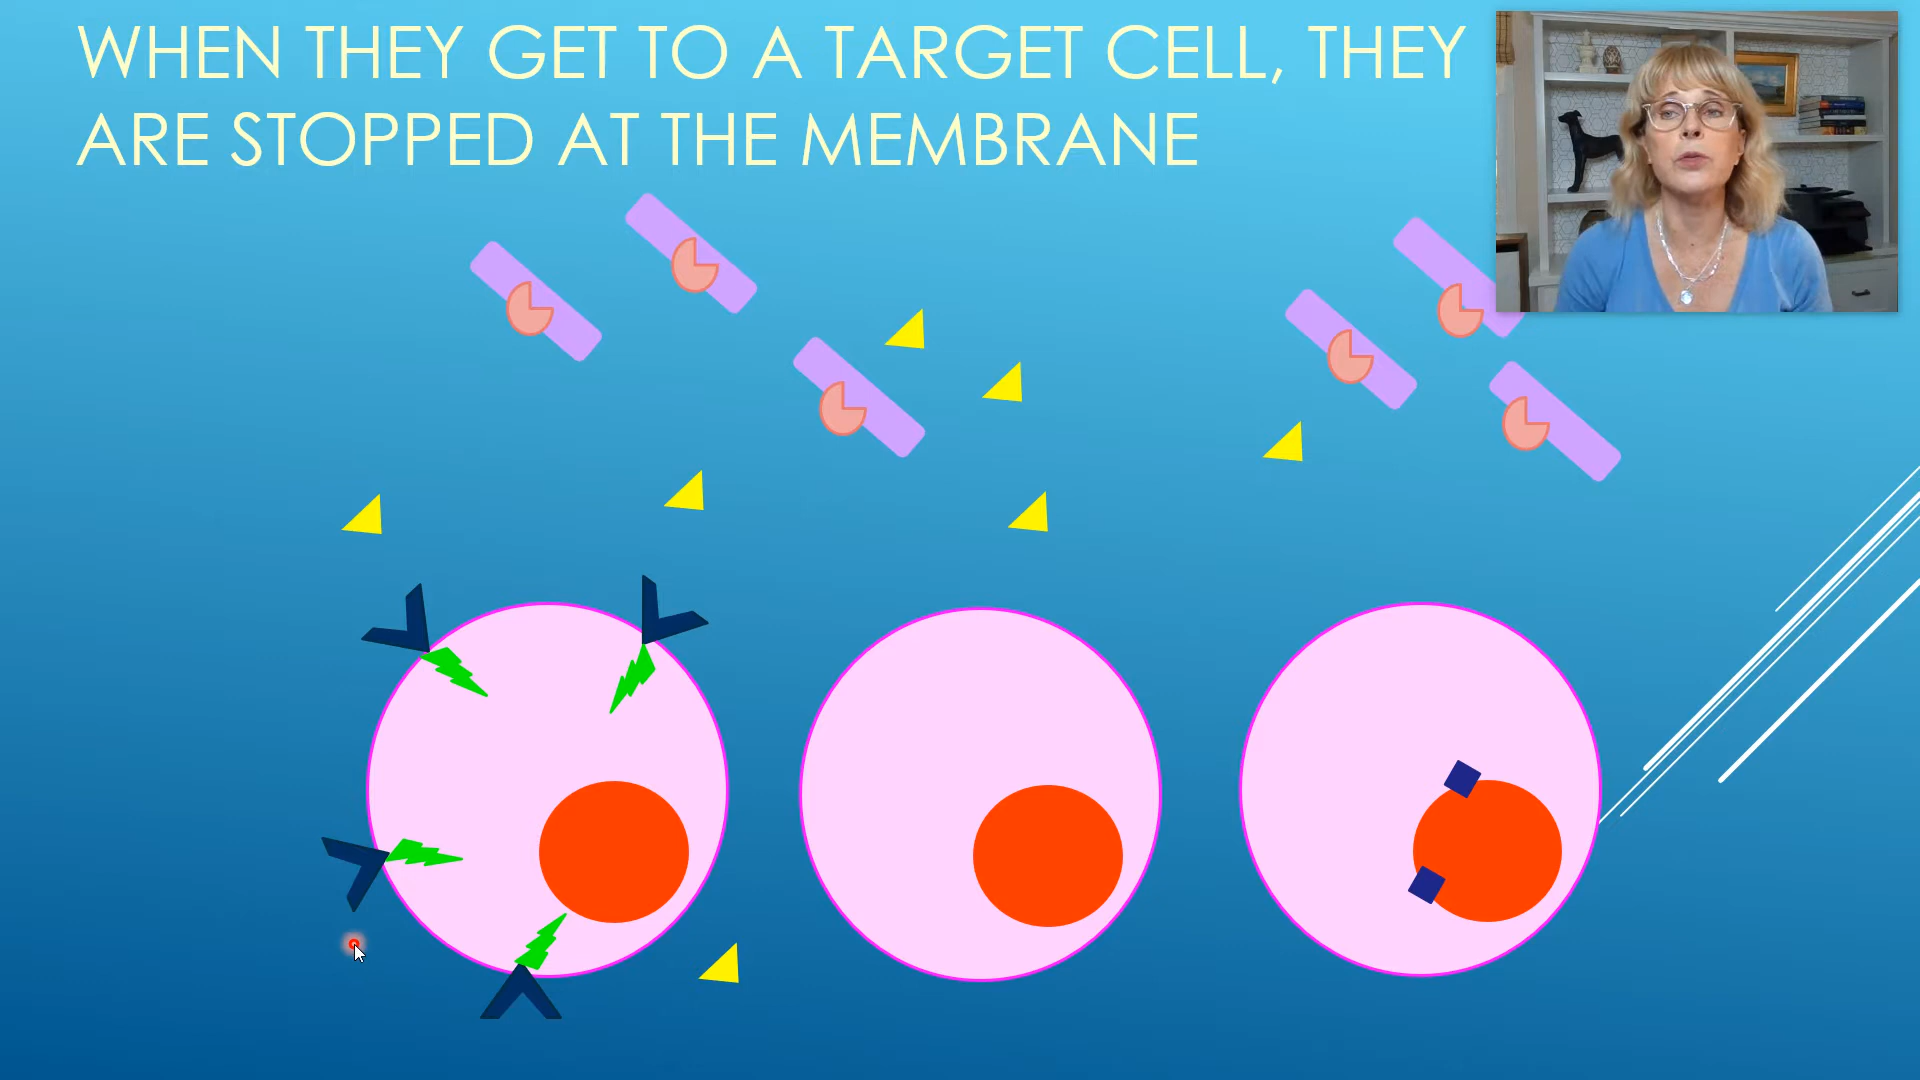 WHEN THEY GET TO A TARGET CELL, THEY
ARE STOPPED AT THE MEMBRANE